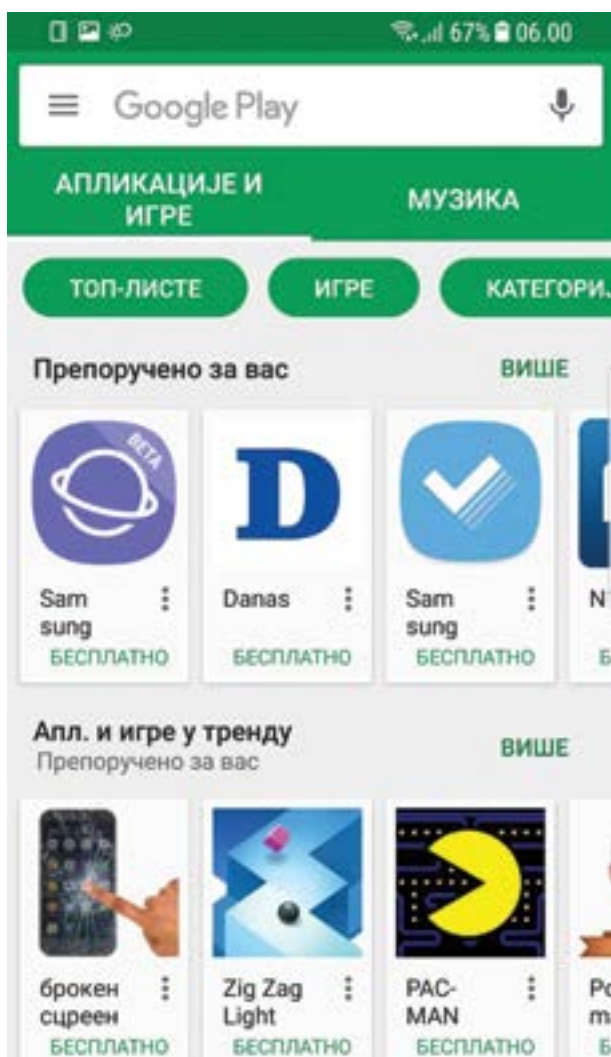 67% 06.00
Google Play
АПЛИКАЦИЈЕ И
ИГРЕ
МУЗИКА
ТОП-ЛИСТЕ
ИГРЕ
КАТЕГОРИ
Препоручено за вас
ВИШЕ
BETA
D
Sam
sung
БЕСПЛАТНО
Danas
БЕСПЛАТНО
Sam
sung
БЕСПЛАТНО
N
Б
Апл. и игре у тренду
Препоручено за вас
ВИШЕ
брокен
сцреен
БЕСПЛАТНО
Zig Zag
Light
БЕСПЛАТНО
PAC-
MAN
БЕСПЛАТНО